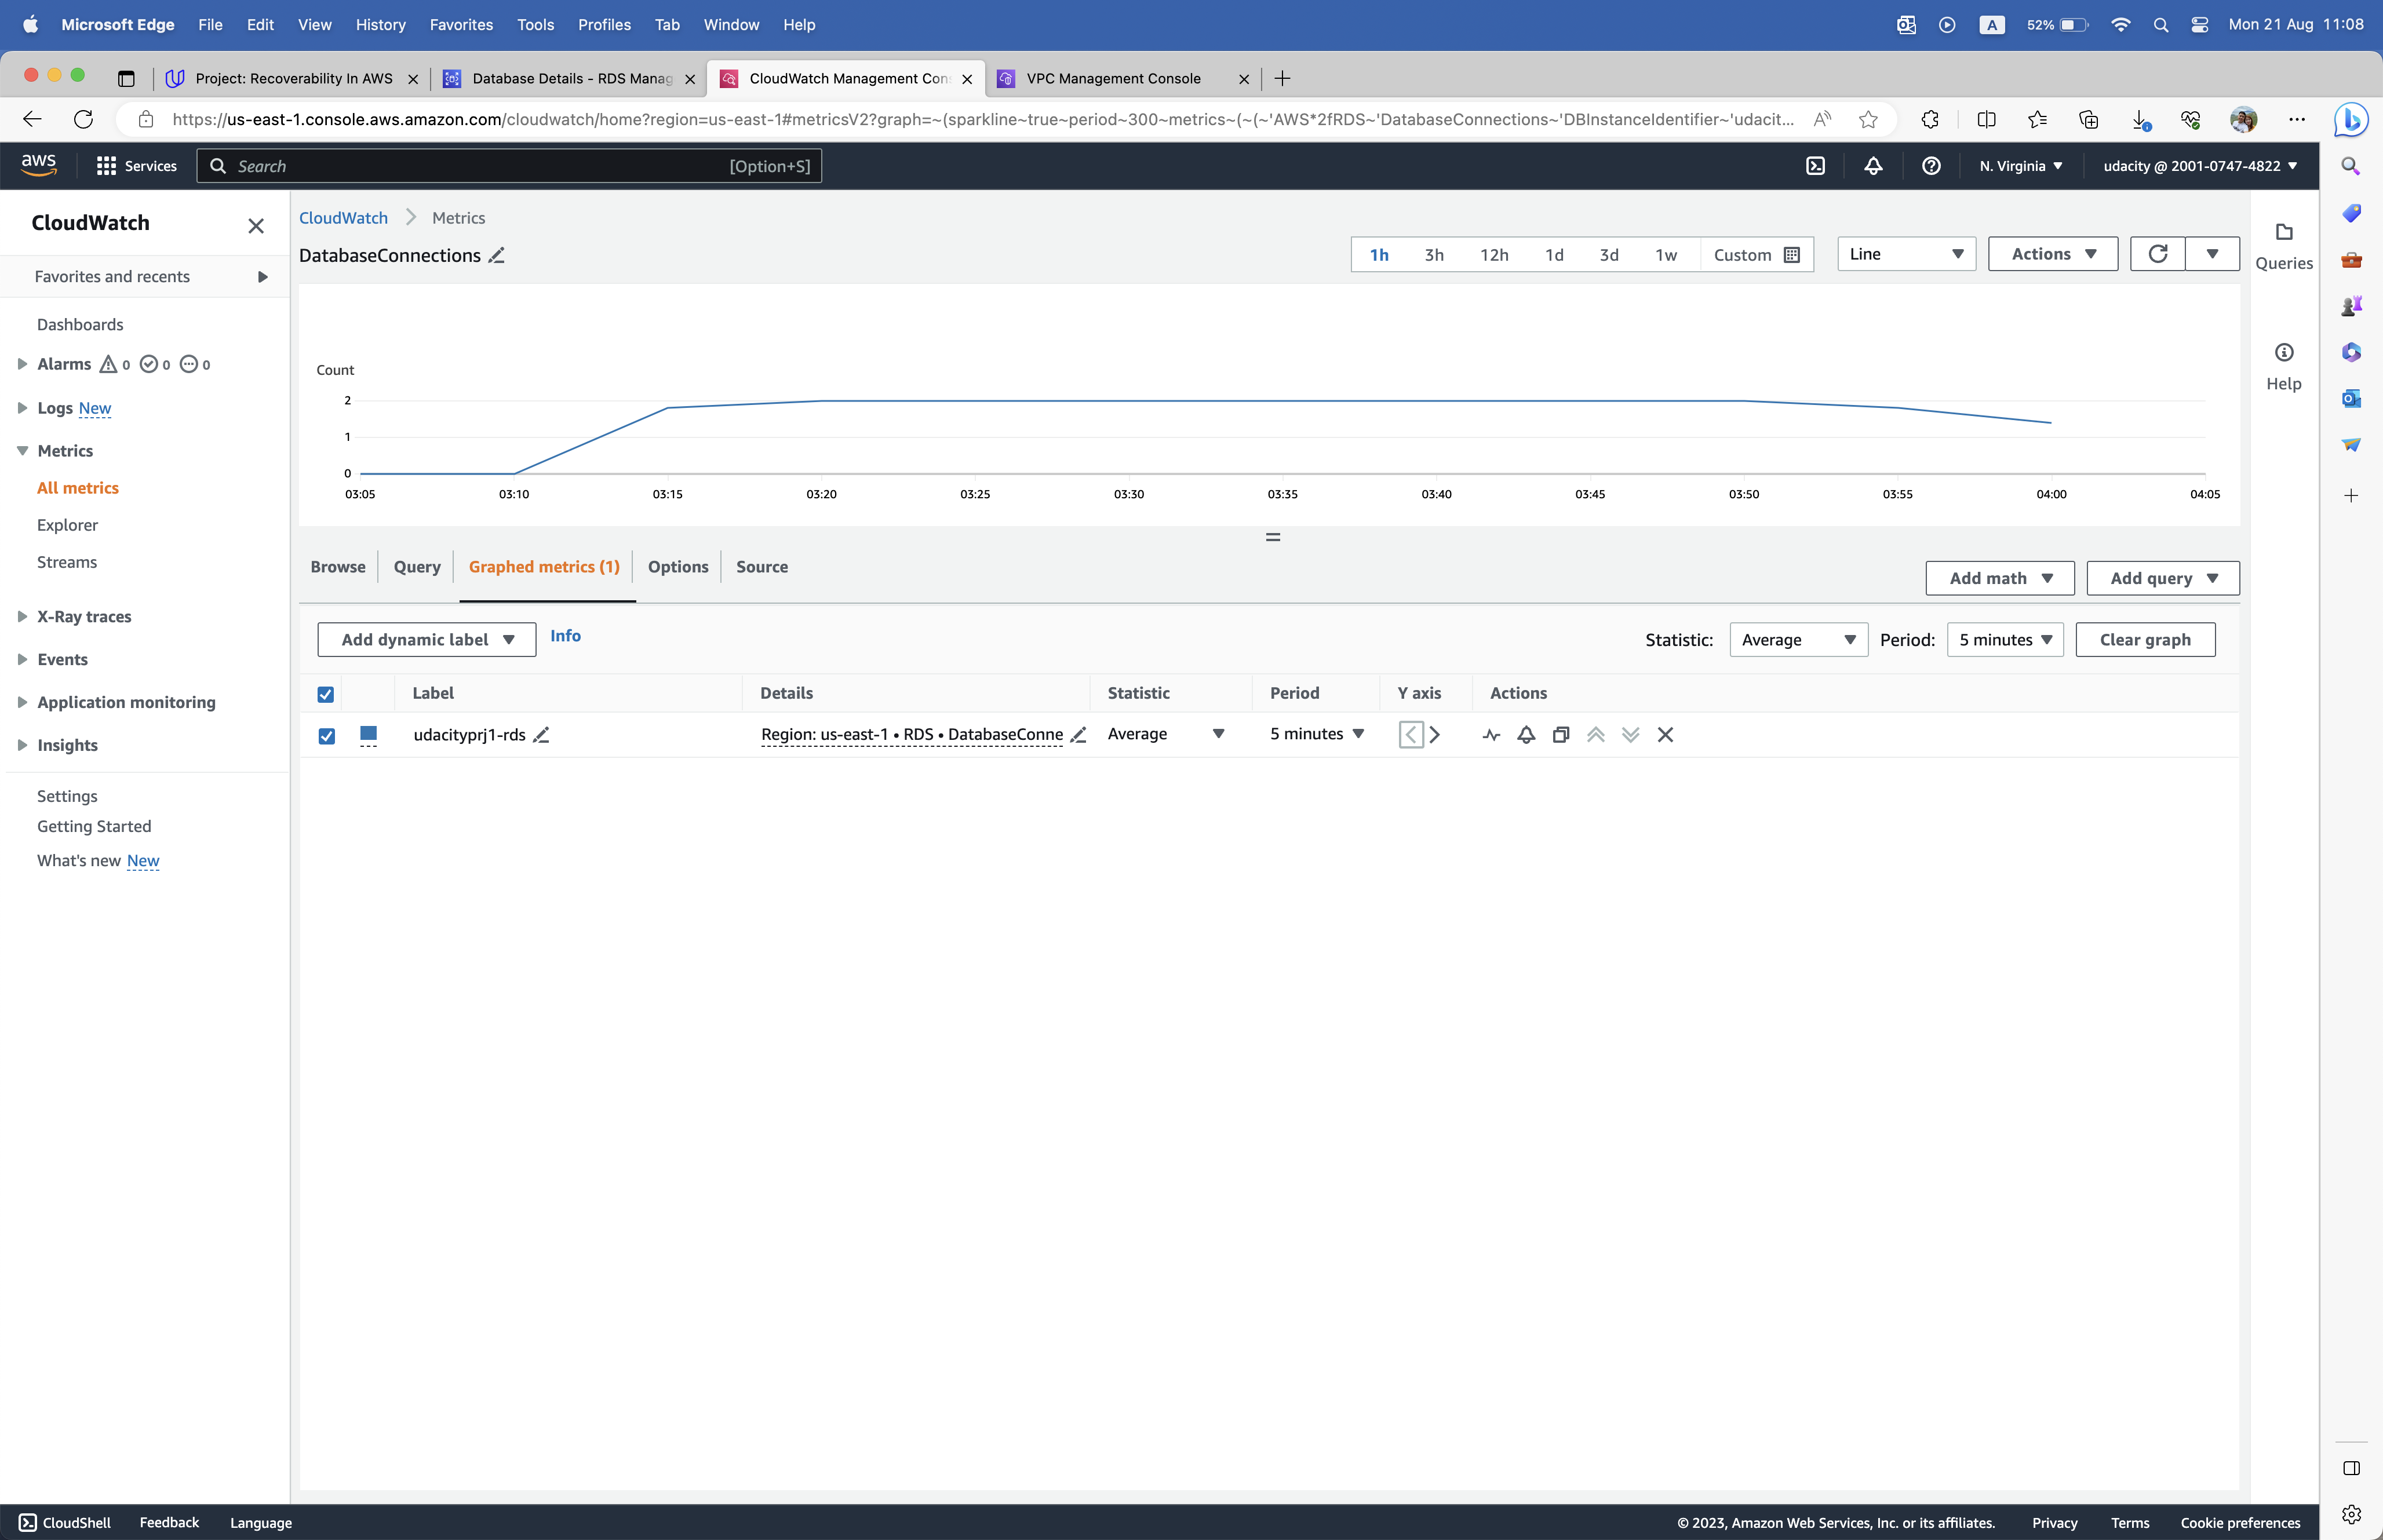 Microsoft Edge File Edit View History Favorites Tools Profiles Tab Window Help A 52% Mon 21 Aug 11:08
Project: Recoverability In AWS Database Details - RDS Manag CloudWatch Management Con VPC Management Console
https://us-east-1.console.aws.amazon.com/cloudwatch/home?region=us-east-1#metricsV2?graph=~(sparkline~true~period~300~metrics~(~(~'AWS*2fRDS~'DatabaseConnections~'DBInstanceIdentifier~'udacit...
aws Services Search [Option+S] N. Virginia udacity @ 2001-0747-4822
CloudWatch
Favorites and recents
Dashboards
Alarms 0 0 0
Logs New
Metrics
All metrics
Explorer
Streams
X-Ray traces
Events
Application monitoring
Insights
Settings
Getting Started
What's new New
CloudWatch Metrics
DatabaseConnections
1h 3h 12h 1d 3d 1w Custom Line Actions
Queries
Help
Count
2
1
0
03:05 03:10 03:15 03:20 03:25 03:30 03:35 03:40 03:45 03:50 03:55 04:00 04:05
Browse Query Graphed metrics (1) Options Source Add math Add query
Add dynamic label Info Statistic: Average Period: 5 minutes Clear graph
Label Details Statistic Period Y axis Actions
udacityprj1-rds Region: us-east-1 • RDS • DatabaseConne Average 5 minutes
CloudShell Feedback Language © 2023, Amazon Web Services, Inc. or its affiliates. Privacy Terms Cookie preferences